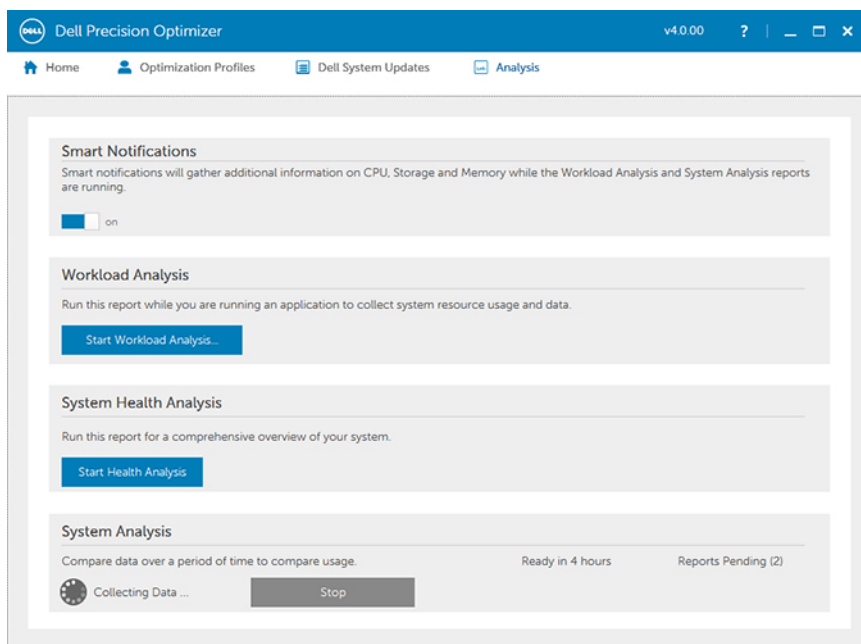 DELL Dell Precision Optimizer v4.0.00 ?
Home Optimization Profiles Dell System Updates Analysis
Smart Notifications
Smart notifications will gather additional information on CPU, Storage and Memory while the Workload Analysis and System Analysis reports
are running.
on
Workload Analysis
Run this report while you are running an application to collect system resource usage and data.
Start Workload Analysis...
System Health Analysis
Run this report for a comprehensive overview of your system.
Start Health Analysis
System Analysis
Compare data over a period of time to compare usage. Ready in 4 hours Reports Pending (2)
Collecting Data ... Stop